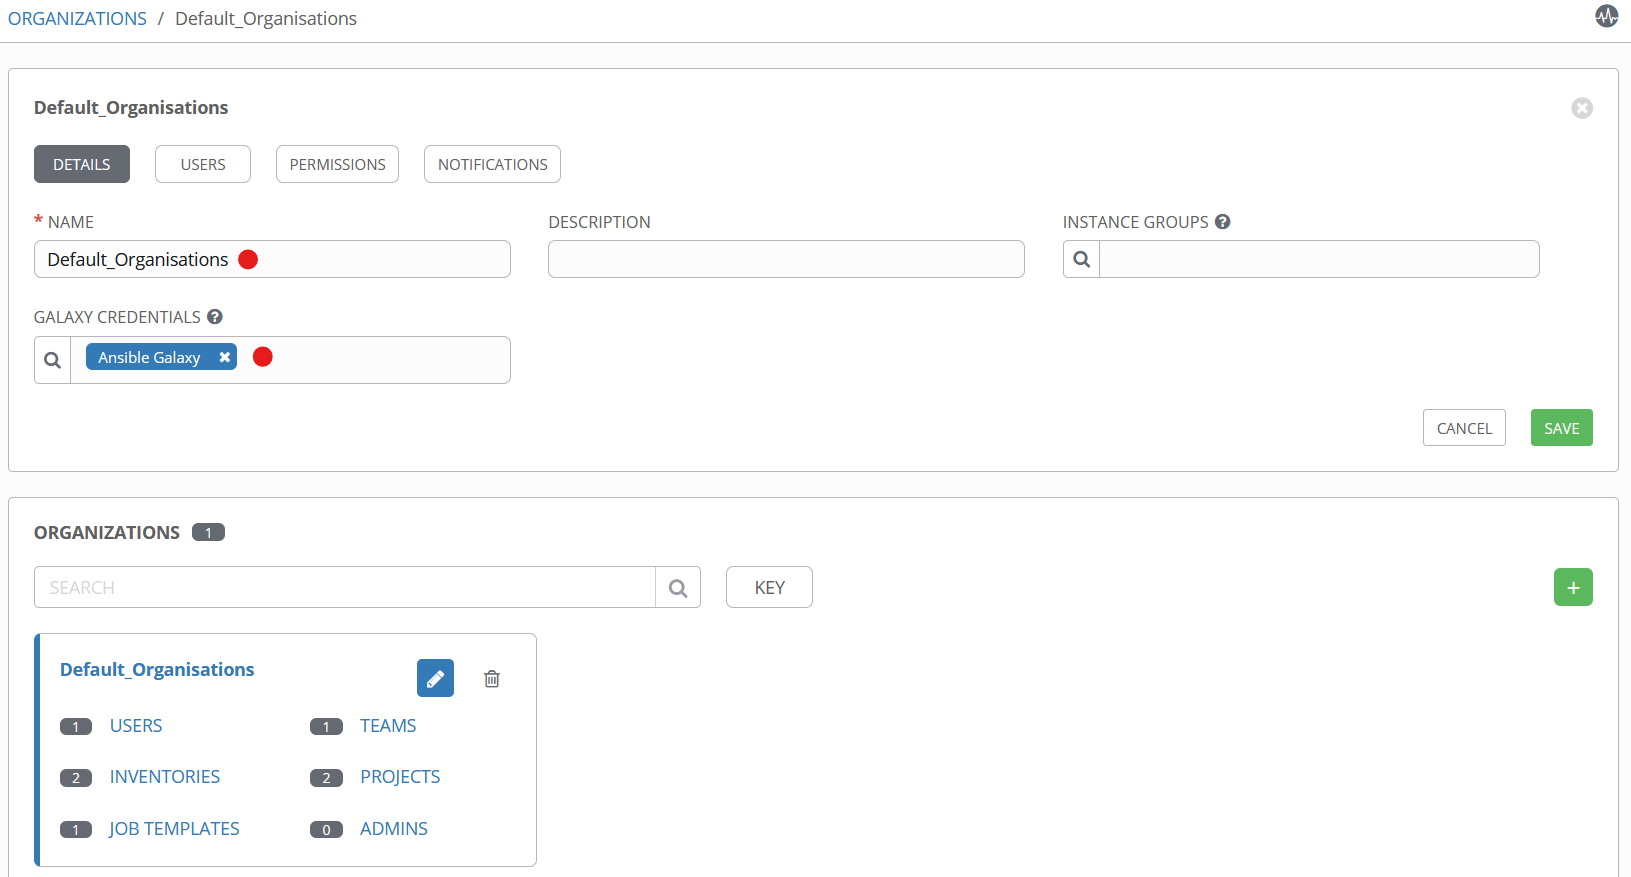 ORGANIZATIONS / Default_Organisations
Default_Organisations
DETAILS USERS PERMISSIONS NOTIFICATIONS
* NAME DESCRIPTION INSTANCE GROUPS ?
Default_Organisations
GALAXY CREDENTIALS ?
Ansible Galaxy ×
CANCEL SAVE
ORGANIZATIONS 1
SEARCH KEY +
Default_Organisations
1 USERS 1 TEAMS
2 INVENTORIES 2 PROJECTS
1 JOB TEMPLATES 0 ADMINS